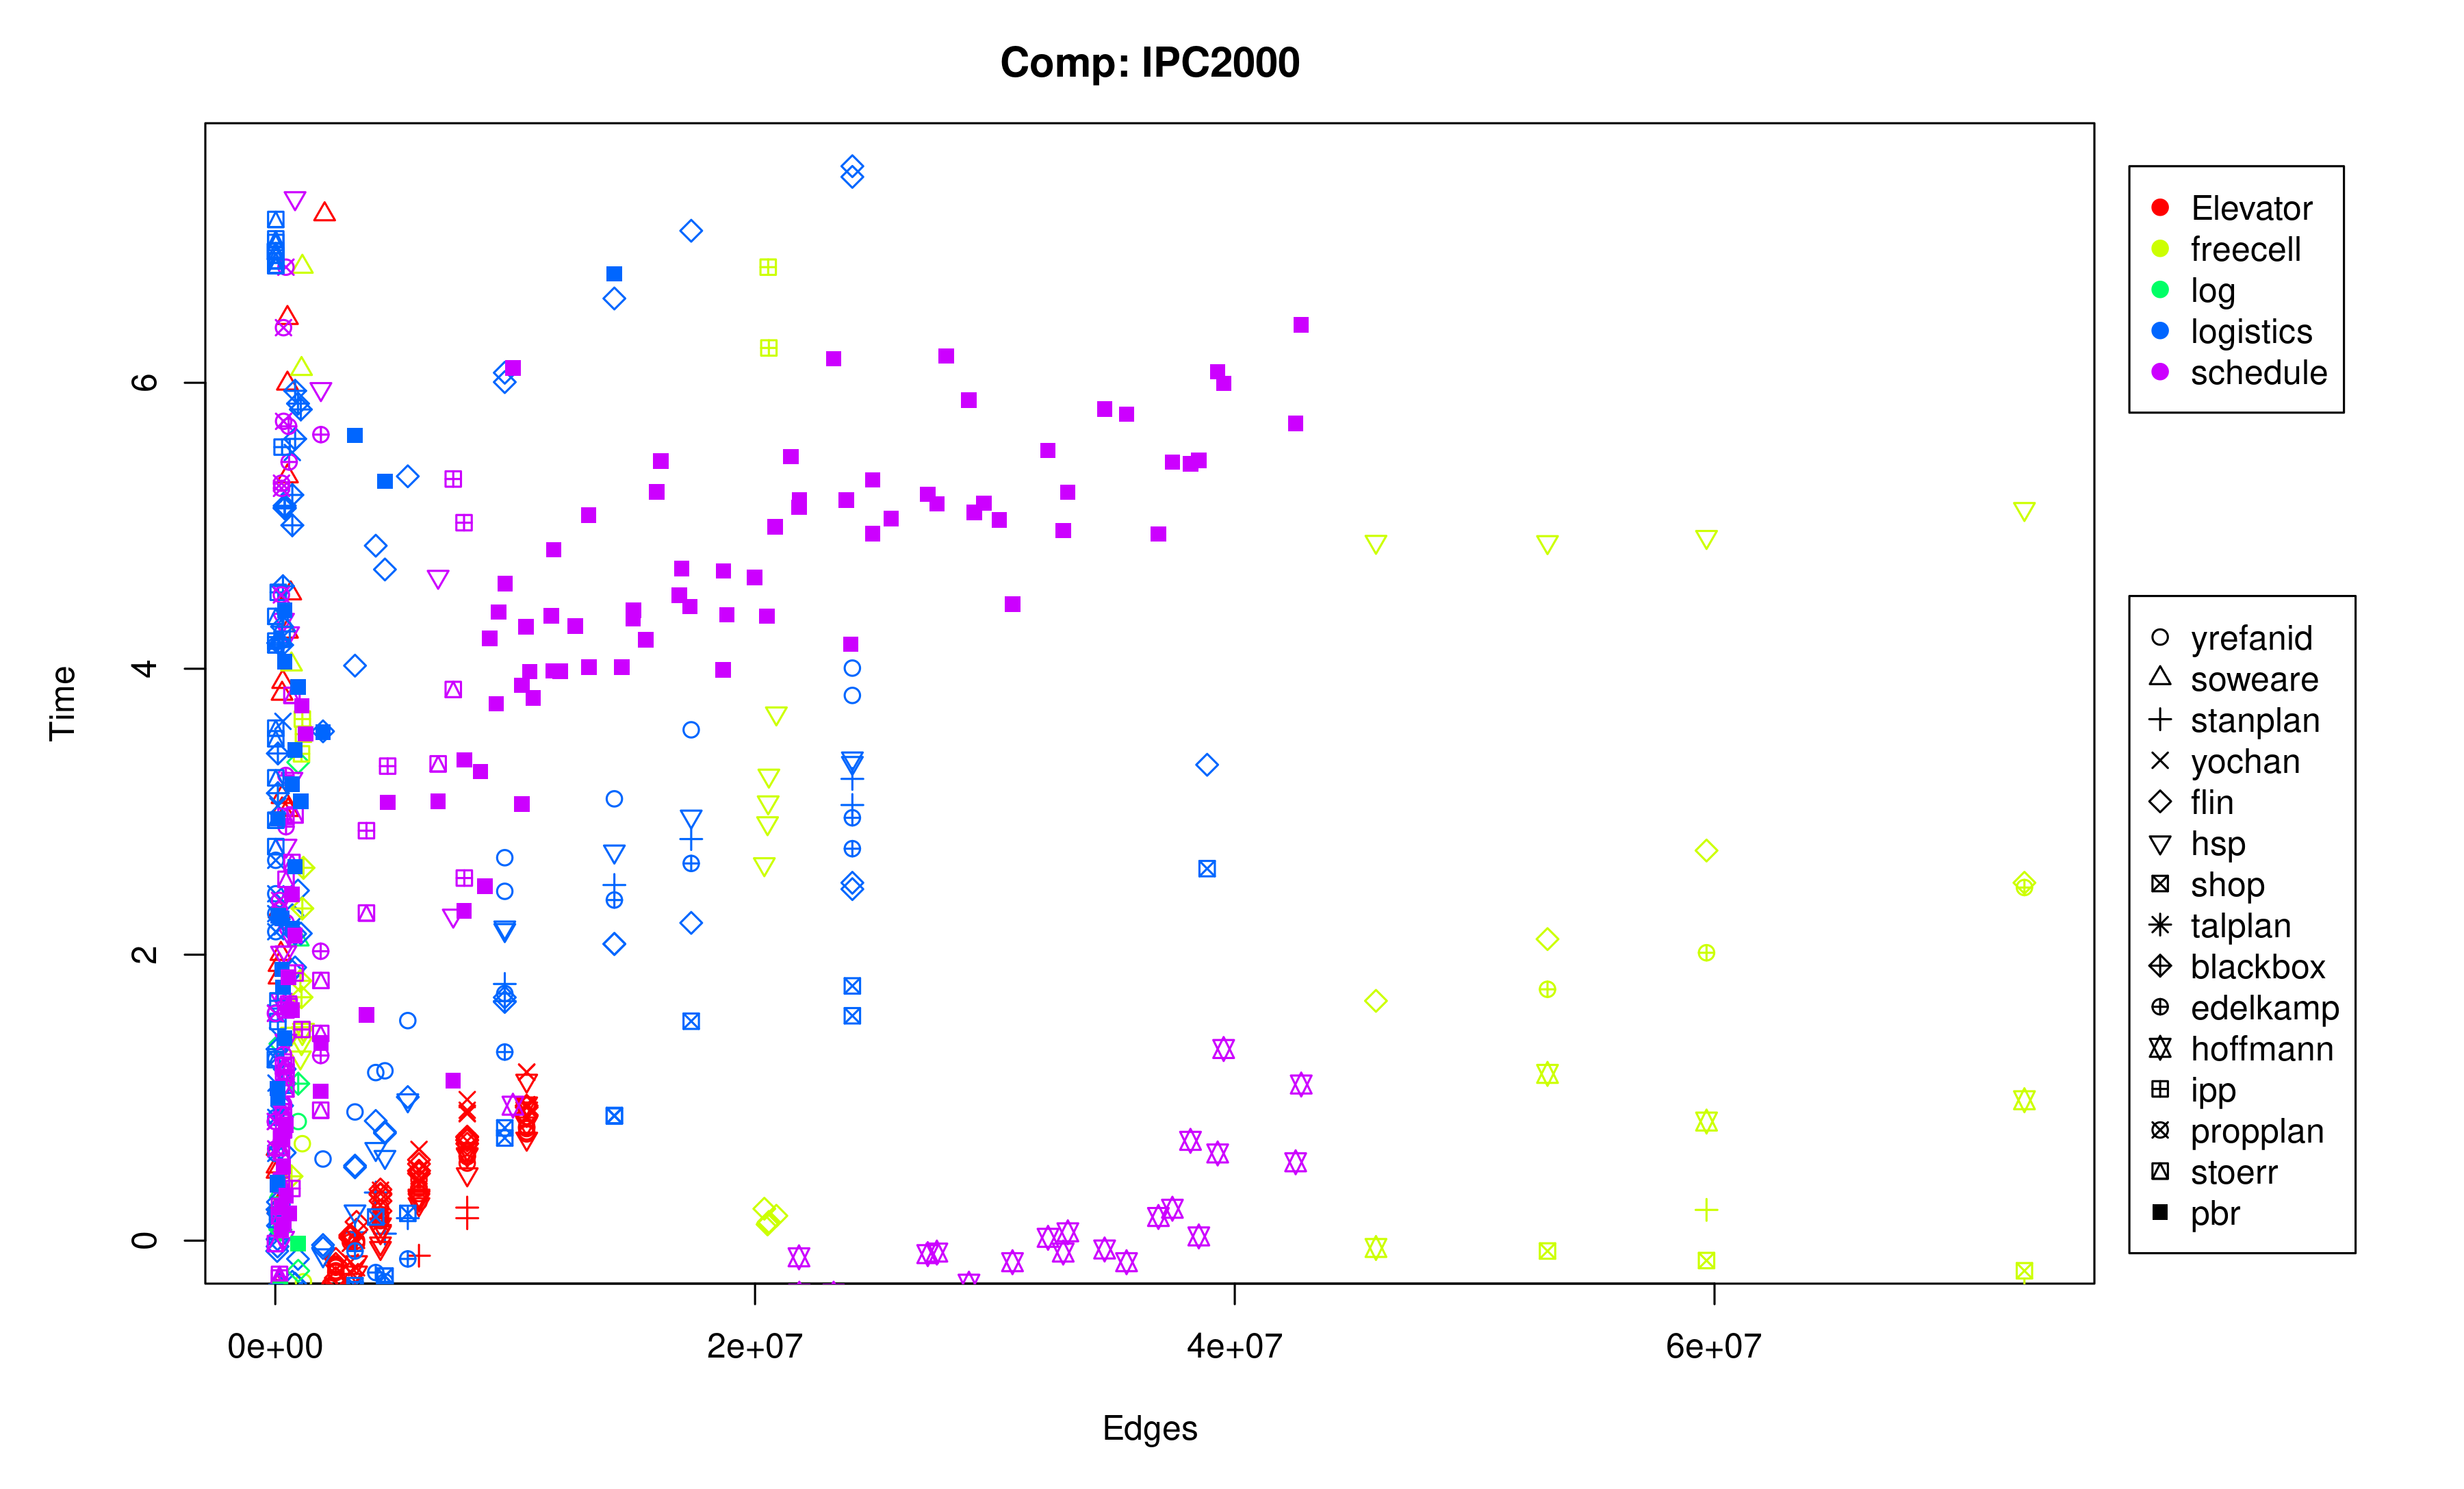 Comp: IPC2000
Time
6
4
2
0
0e+00
2e+07
4e+07
6e+07
Edges
Elevator
freecell
log
logistics
schedule
yrefanid
soweare
stanplan
yochan
flin
hsp
shop
talplan
blackbox
edelkamp
hoffmann
ipp
propplan
stoerr
pbr